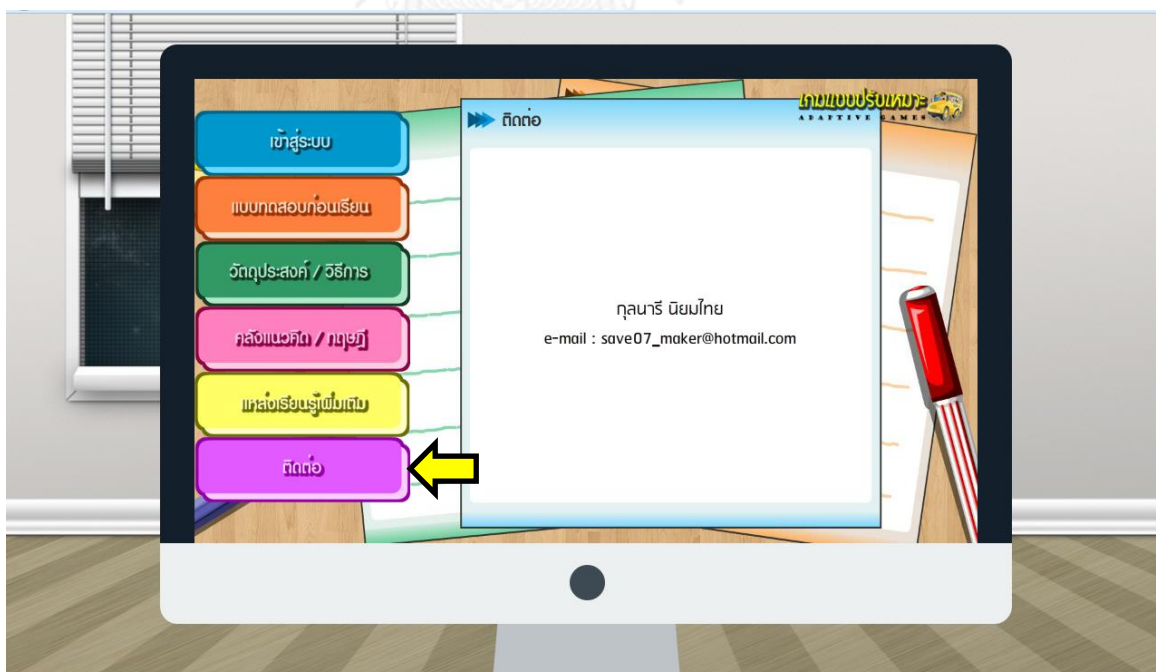 เกมแบบปรับเหมาะ
ADAPTIVE GAMES
เข้าสู่ระบบ
แบบทดสอบก่อนเรียน
วัตถุประสงค์ / วิธีการ
คลังแนวคิด / ทฤษฎี
แหล่งเรียนรู้เพิ่มเติม
ติดต่อ
ติดต่อ
กุลนารี นิยมไทย
e-mail : save07_maker@hotmail.com